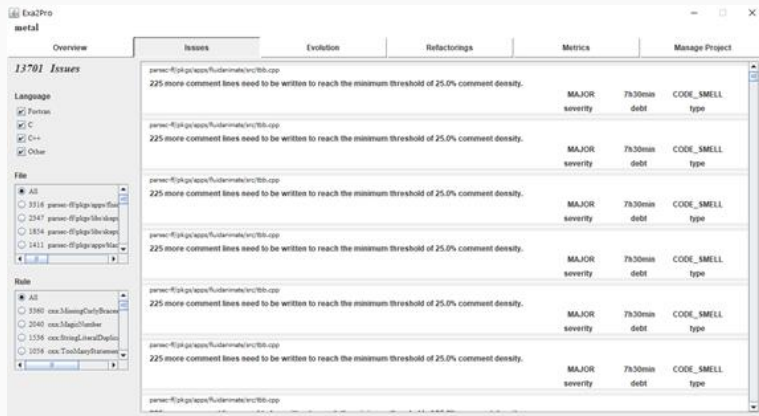 Exa2Pro
metal
Overview Issues Evolution Refactorings Metrics Manage Project
13701 Issues
Language
Fortran
C
C++
Other
File
All
3316 parsec-ff/pkgs/apps/flui
2347 parsec-ff/pkgs/libs/skepu
1834 parsec-ff/pkgs/libs/skepu
1411 parsec-ff/pkgs/apps/blac
Rule
All
3360 cxx:MissingCurlyBraces
2040 cxx:MagicNumber
1536 cxx:StringLiteralDuplic
1056 cxx:TooManyStatement
parsec-ff/pkgs/apps/fluidanimate/src/tbb.cpp
225 more comment lines need to be written to reach the minimum threshold of 25.0% comment density.
MAJOR 7h30min CODE_SMELL
severity debt type
parsec-ff/pkgs/apps/fluidanimate/src/tbb.cpp
225 more comment lines need to be written to reach the minimum threshold of 25.0% comment density.
MAJOR 7h30min CODE_SMELL
severity debt type
parsec-ff/pkgs/apps/fluidanimate/src/tbb.cpp
225 more comment lines need to be written to reach the minimum threshold of 25.0% comment density.
MAJOR 7h30min CODE_SMELL
severity debt type
parsec-ff/pkgs/apps/fluidanimate/src/tbb.cpp
225 more comment lines need to be written to reach the minimum threshold of 25.0% comment density.
MAJOR 7h30min CODE_SMELL
severity debt type
parsec-ff/pkgs/apps/fluidanimate/src/tbb.cpp
225 more comment lines need to be written to reach the minimum threshold of 25.0% comment density.
MAJOR 7h30min CODE_SMELL
severity debt type
parsec-ff/pkgs/apps/fluidanimate/src/tbb.cpp
225 more comment lines need to be written to reach the minimum threshold of 25.0% comment density.
MAJOR 7h30min CODE_SMELL
severity debt type
parsec-ff/pkgs/apps/fluidanimate/src/tbb.cpp